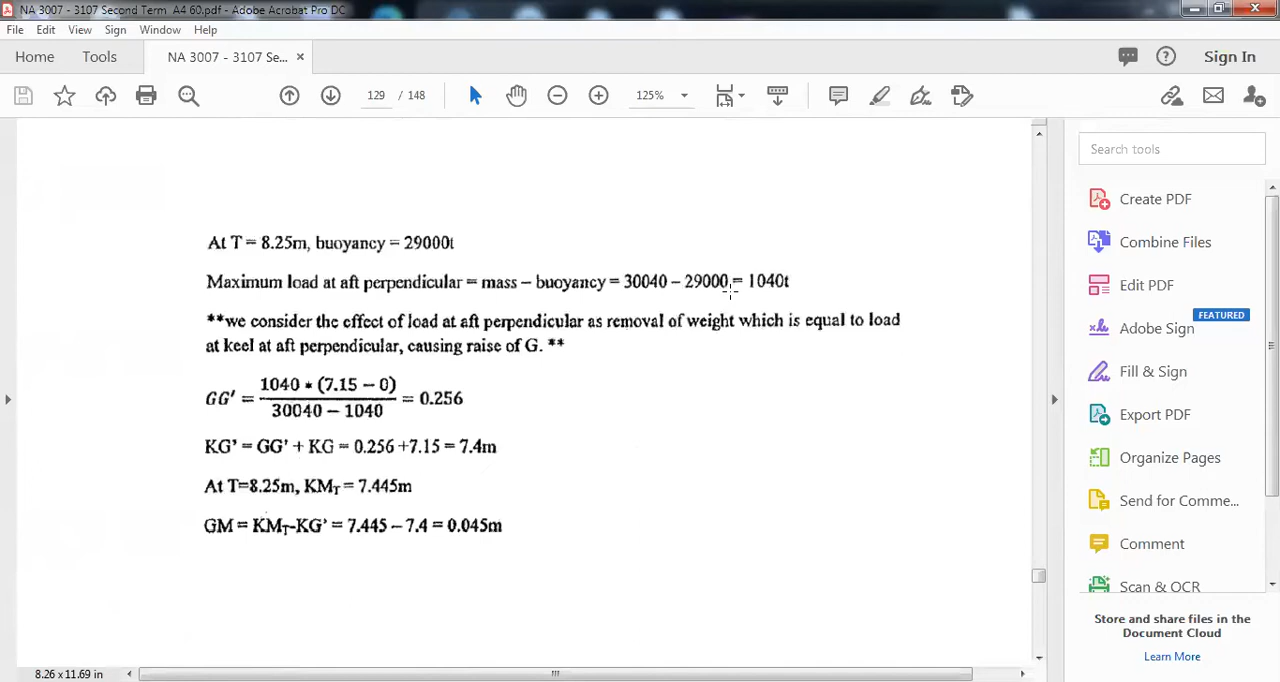 NA 3007 - 3107 Second Term A4 60.pdf - Adobe Acrobat Pro DC
File Edit View Sign Window Help
Home Tools NA 3007 - 3107 Se... × Sign In
129 / 148 125%
At T = 8.25m, buoyancy = 29000t
Maximum load at aft perpendicular = mass – buoyancy = 30040 – 29000 = 1040t
**we consider the effect of load at aft perpendicular as removal of weight which is equal to load
at keel at aft perpendicular, causing raise of G. **
GG' = 1040 * (7.15 − 0) / 30040 − 1040 = 0.256
KG' = GG' + KG = 0.256 +7.15 = 7.4m
At T=8.25m, KMT = 7.445m
GM = KMT-KG' = 7.445 – 7.4 = 0.045m
8.26 x 11.69 in
Search tools
Create PDF
Combine Files
Edit PDF
FEATURED
Adobe Sign
Fill & Sign
Export PDF
Organize Pages
Send for Comme...
Comment
Scan & OCR
Store and share files in the
Document Cloud
Learn More